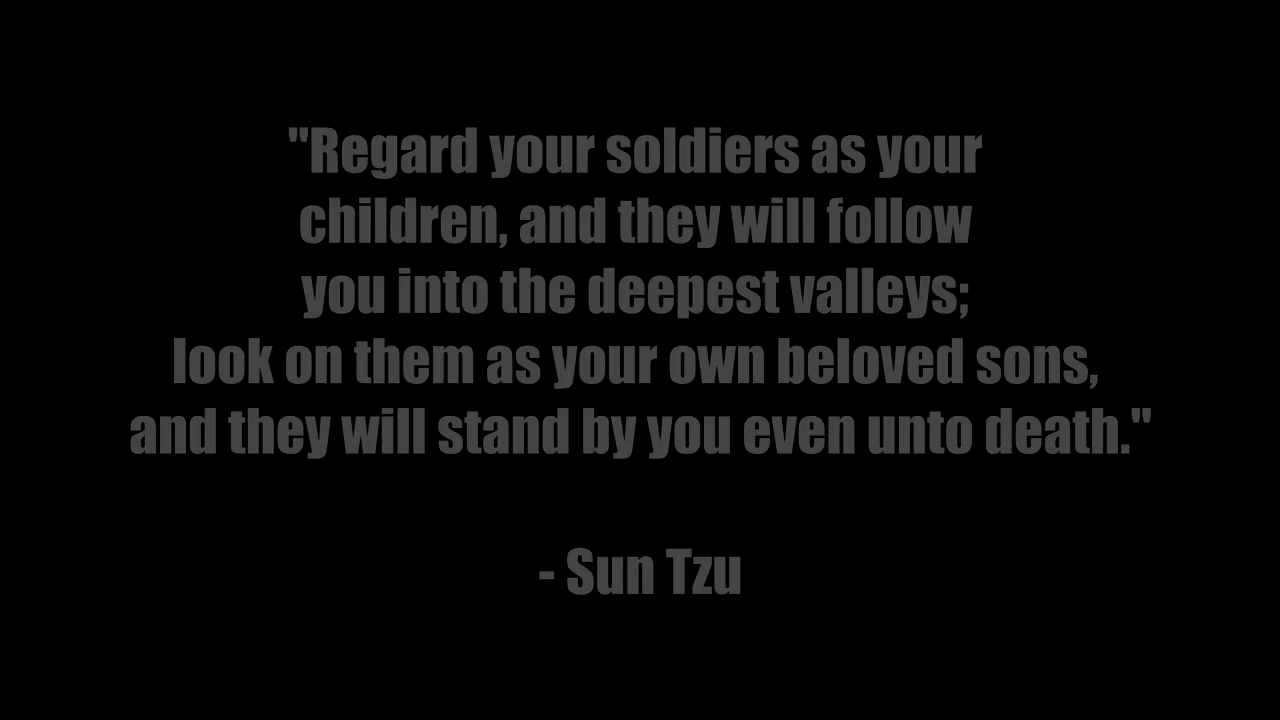 "Regard your soldiers as your
children, and they will follow
you into the deepest valleys;
look on them as your own beloved sons,
and they will stand by you even unto death."
- Sun Tzu